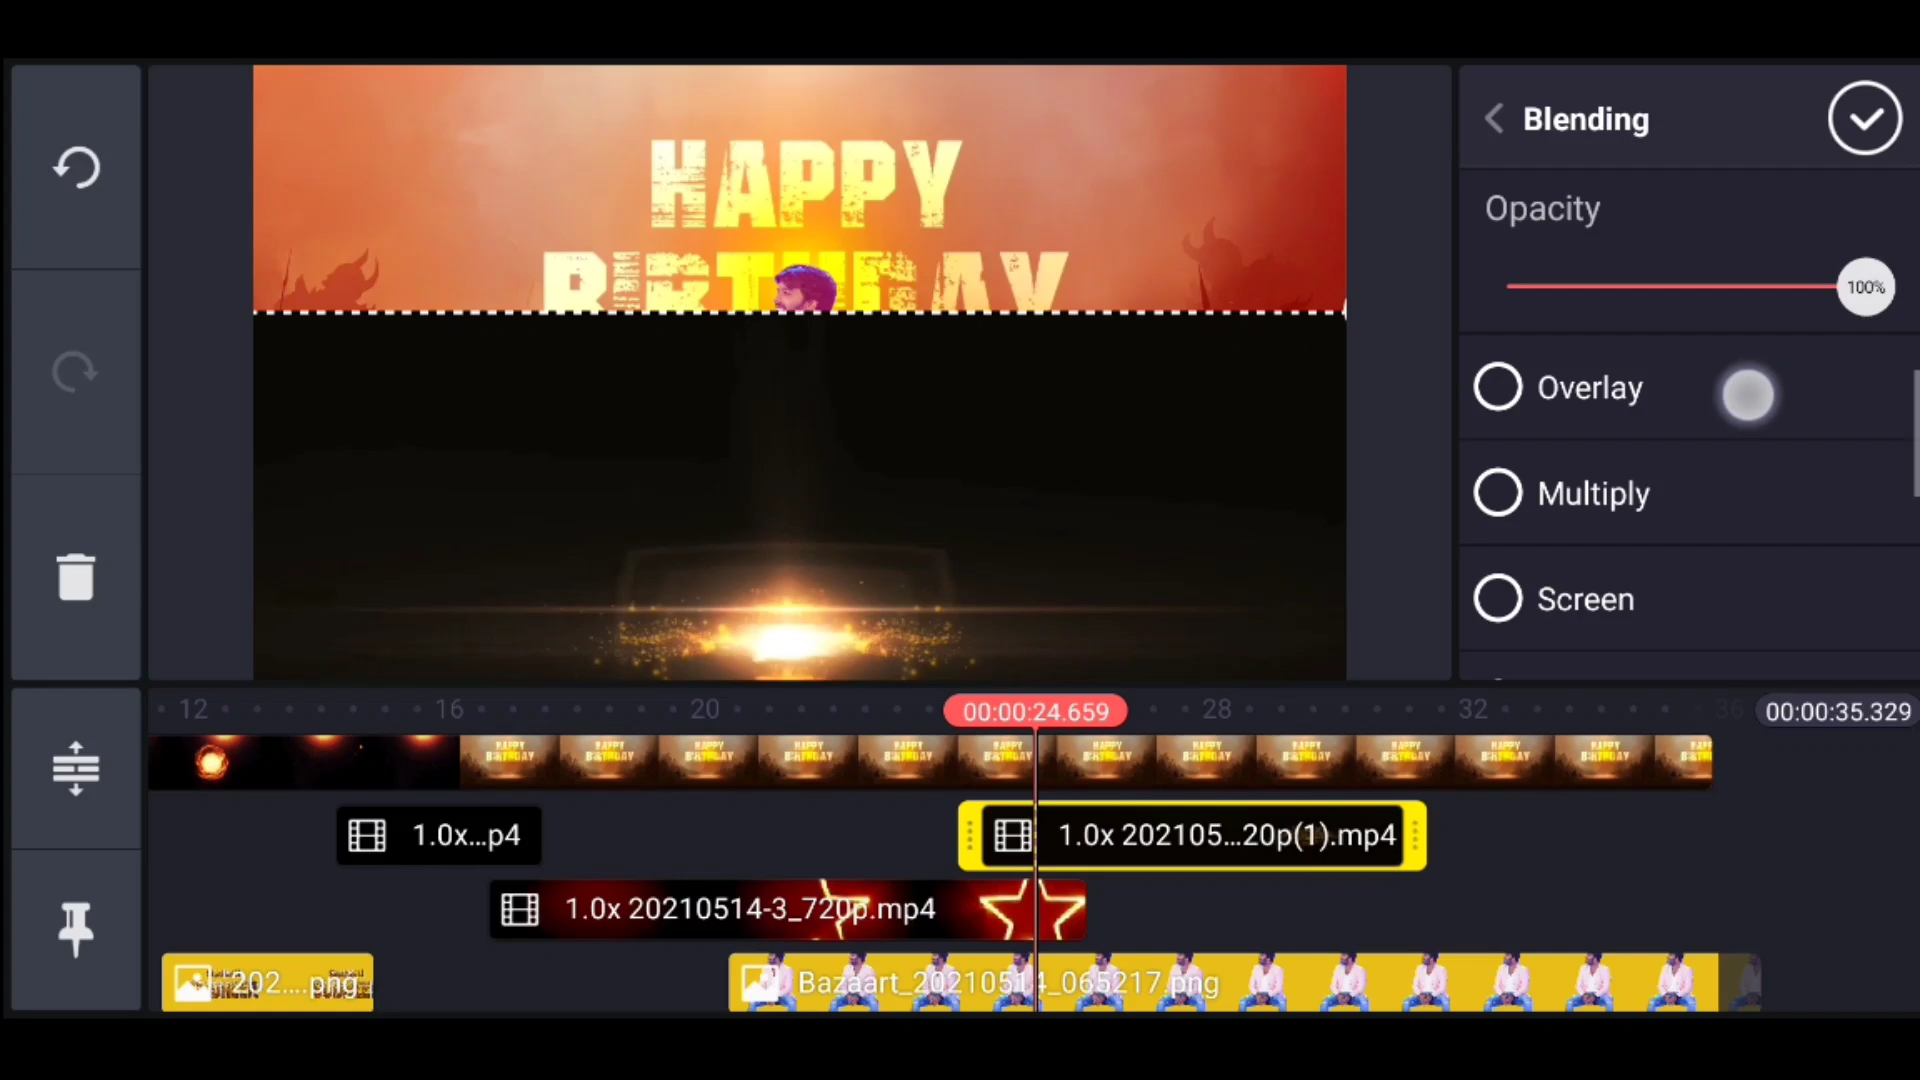 HAPPY
BIRTHDAY
Blending
Opacity
100%
Overlay
Multiply
Screen
12
16
20
00:00:24.659
28
32
36
00:00:35.329
HAPPY
BIRTHDAY
1.0x...p4
1.0x 202105...20p(1).mp4
1.0x 20210514-3_720p.mp4
202....png
Bazaart_20210514_065217.png